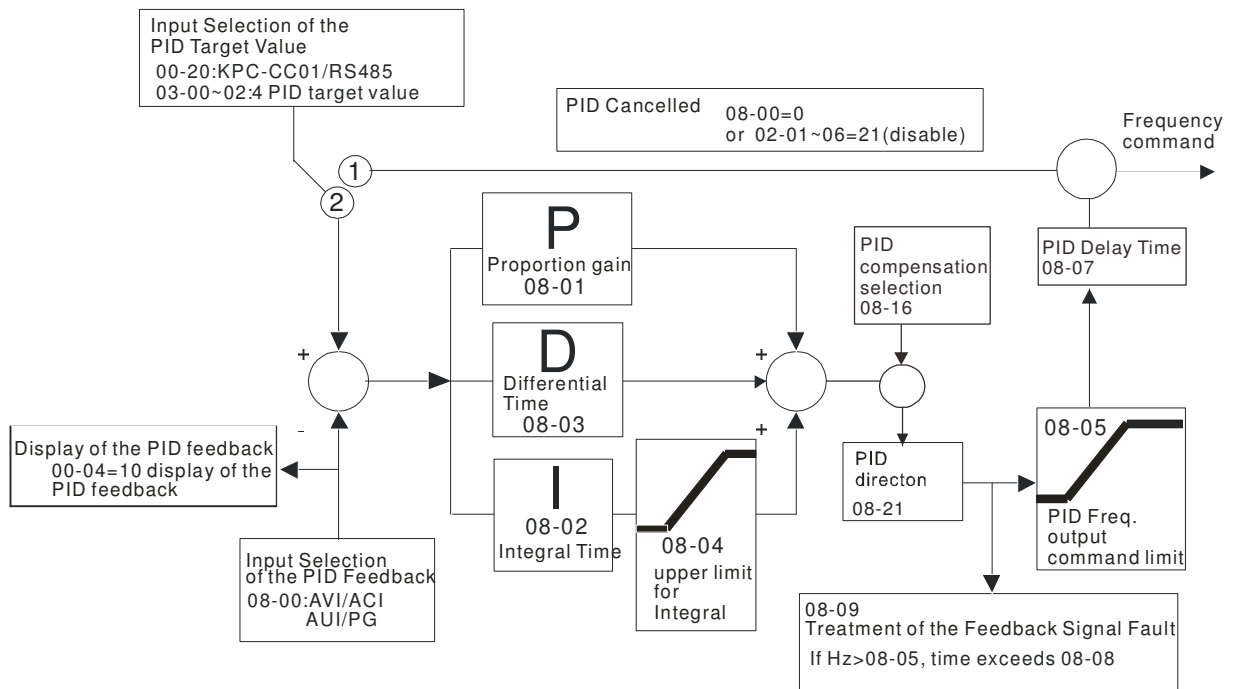 Input Selection of the
PID Target Value
00-20:KPC-CC01/RS485
03-00~02:4 PID target value
PID Cancelled
08-00=0
or 02-01~06=21(disable)
Frequency
command
1
2
P
Proportion gain
08-01
PID
compensation
selection
08-16
PID Delay Time
08-07
+
-
D
Differential
Time
08-03
+
+
Display of the PID feedback
00-04=10 display of the
PID feedback
I
08-02
Integral Time
08-04
upper limit
for
Integral
PID
directon
08-21
08-05
PID Freq.
output
command limit
Input Selection
of the PID Feedback
08-00:AVI/ACI
AUI/PG
08-09
Treatment of the Feedback Signal Fault
If Hz>08-05, time exceeds 08-08